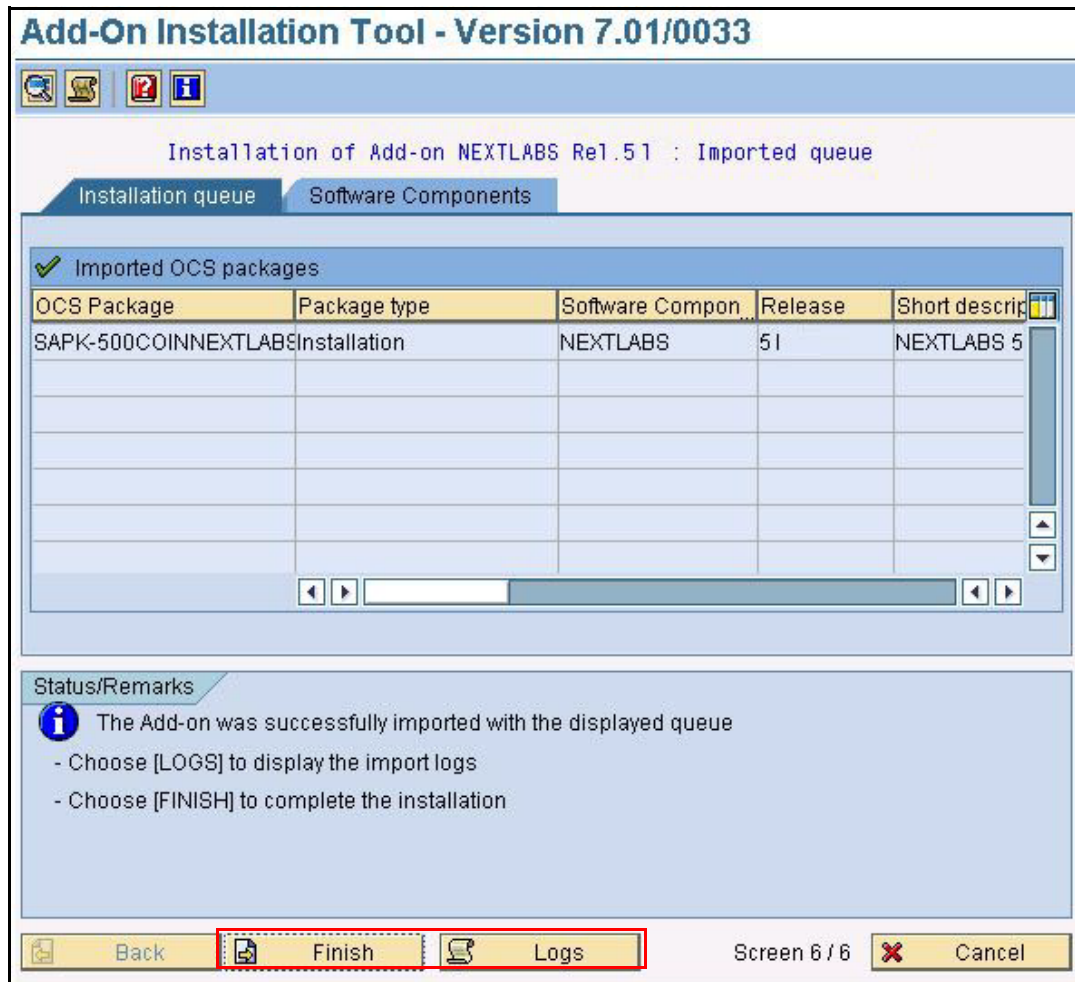 Add-On Installation Tool - Version 7.01/0033
Installation of Add-on NEXTLABS Rel.51 : Imported queue
Installation queue Software Components
Imported OCS packages
OCS Package Package type Software Compon... Release Short descrip
SAPK-500COINNEXTLABS Installation NEXTLABS 51 NEXTLABS 5
Status/Remarks
The Add-on was successfully imported with the displayed queue
- Choose [LOGS] to display the import logs
- Choose [FINISH] to complete the installation
Back Finish Logs Screen 6 / 6 Cancel